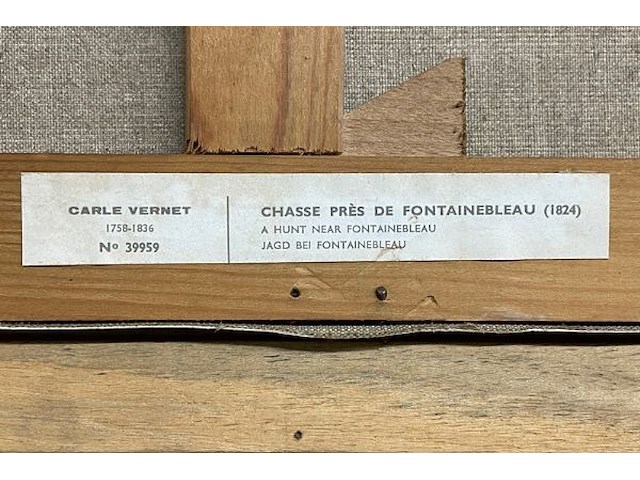 CARLE VERNET
1758-1836
Nº 39959
CHASSE PRÈS DE FONTAINEBLEAU (1824)
A HUNT NEAR FONTAINEBLEAU
JAGD BEI FONTAINEBLEAU